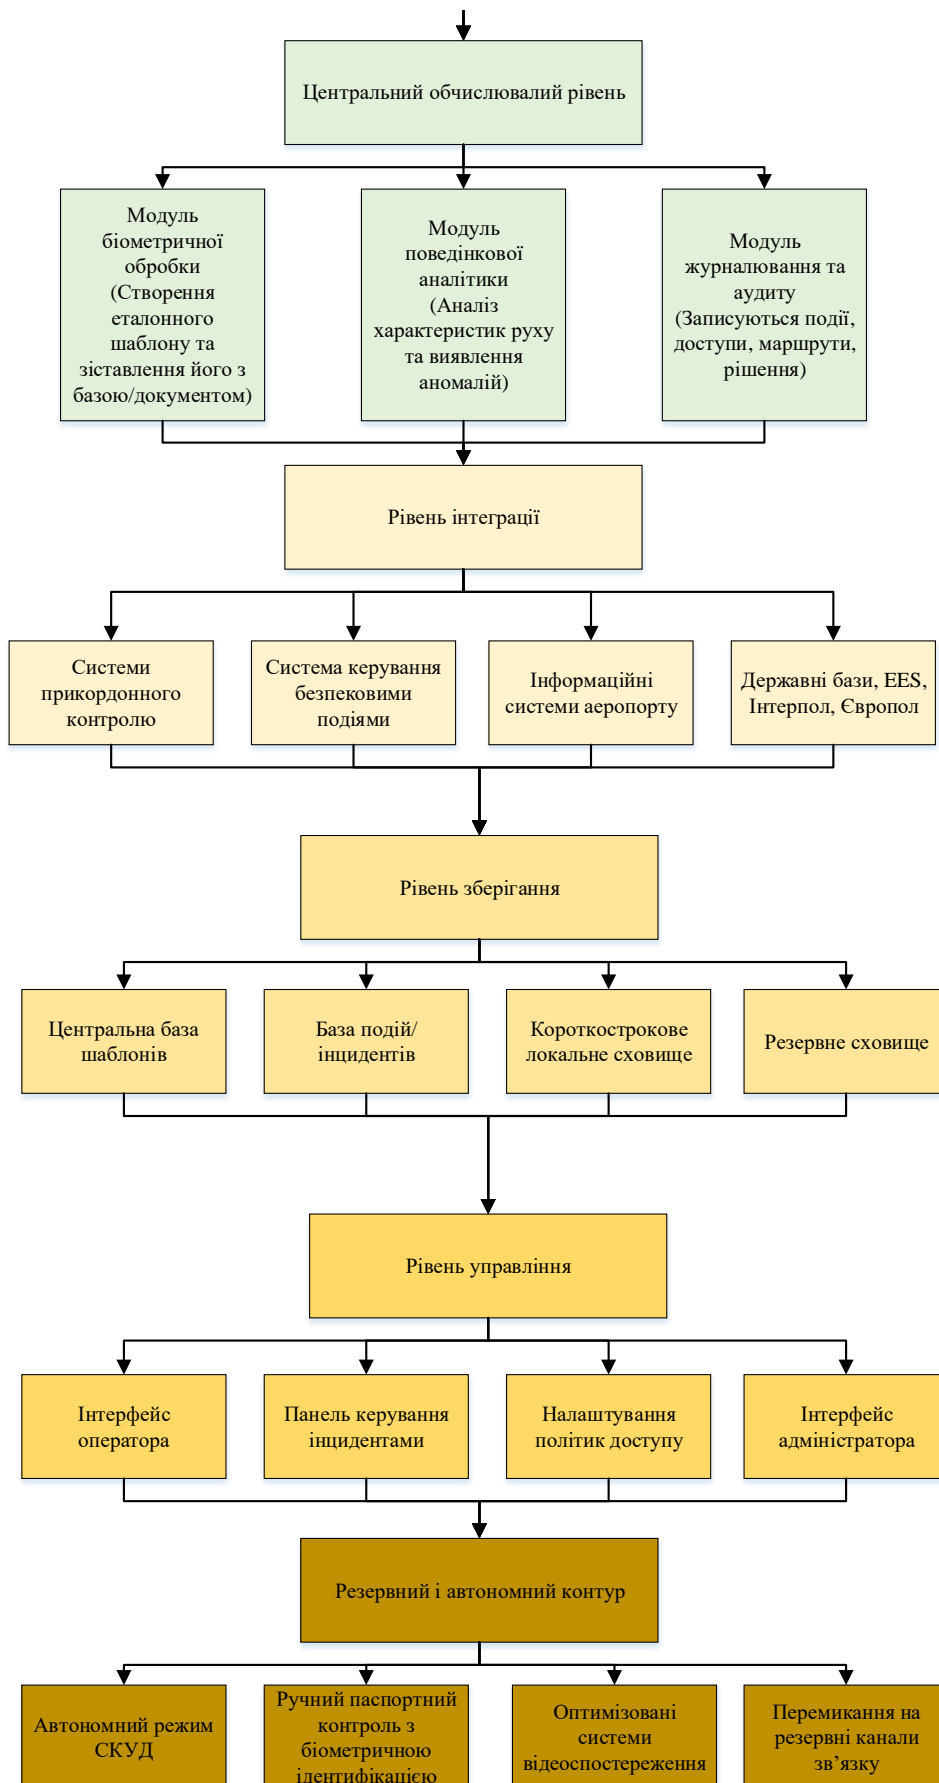 Центральний обчислювалий рівень
Модуль
біометричної
обробки
(Створення
еталонного
шаблону та
зіставлення його з
базою/документом)
Модуль
поведінкової
аналітики
(Аналіз
характеристик руху
та виявлення
аномалій)
Модуль
журналювання та
аудиту
(Записуються події,
доступи, маршрути,
рішення)
Рівень інтеграції
Системи
прикордонного
контролю
Система керування
безпековими
подіями
Інформаційні
системи аеропорту
Державні бази, EES,
Інтерпол, Європол
Рівень зберігання
Центральна база
шаблонів
База подій/
інцидентів
Короткострокове
локальне сховище
Резервне сховище
Рівень управління
Інтерфейс
оператора
Панель керування
інцидентами
Налаштування
політик доступу
Інтерфейс
адміністратора
Резервний і автономний контур
Автономний режим
СКУД
Ручний паспортний
контроль з
біометричною
ідентифікацією
Оптимізовані
системи
відеоспостереження
Перемикання на
резервні канали
зв’язку